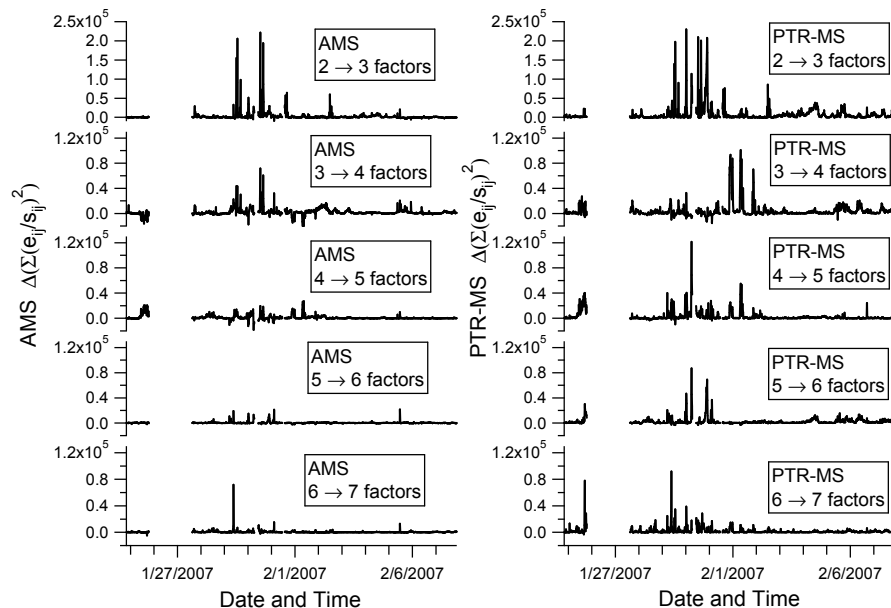 AMS Δ(Σ(e_ij/s_ij)^2)
2.5x10^5
2.0
1.5
1.0
0.5
0.0
AMS
2 → 3 factors
1.2x10^5
0.8
0.4
0.0
AMS
3 → 4 factors
1.2x10^5
0.8
0.4
0.0
AMS
4 → 5 factors
1.2x10^5
0.8
0.4
0.0
AMS
5 → 6 factors
1.2x10^5
0.8
0.4
0.0
AMS
6 → 7 factors
1/27/2007
2/1/2007
2/6/2007
Date and Time
PTR-MS Δ(Σ(e_ij/s_ij)^2)
2.5x10^5
2.0
1.5
1.0
0.5
0.0
PTR-MS
2 → 3 factors
1.2x10^5
0.8
0.4
0.0
PTR-MS
3 → 4 factors
1.2x10^5
0.8
0.4
0.0
PTR-MS
4 → 5 factors
1.2x10^5
0.8
0.4
0.0
PTR-MS
5 → 6 factors
1.2x10^5
0.8
0.4
0.0
PTR-MS
6 → 7 factors
1/27/2007
2/1/2007
2/6/2007
Date and Time